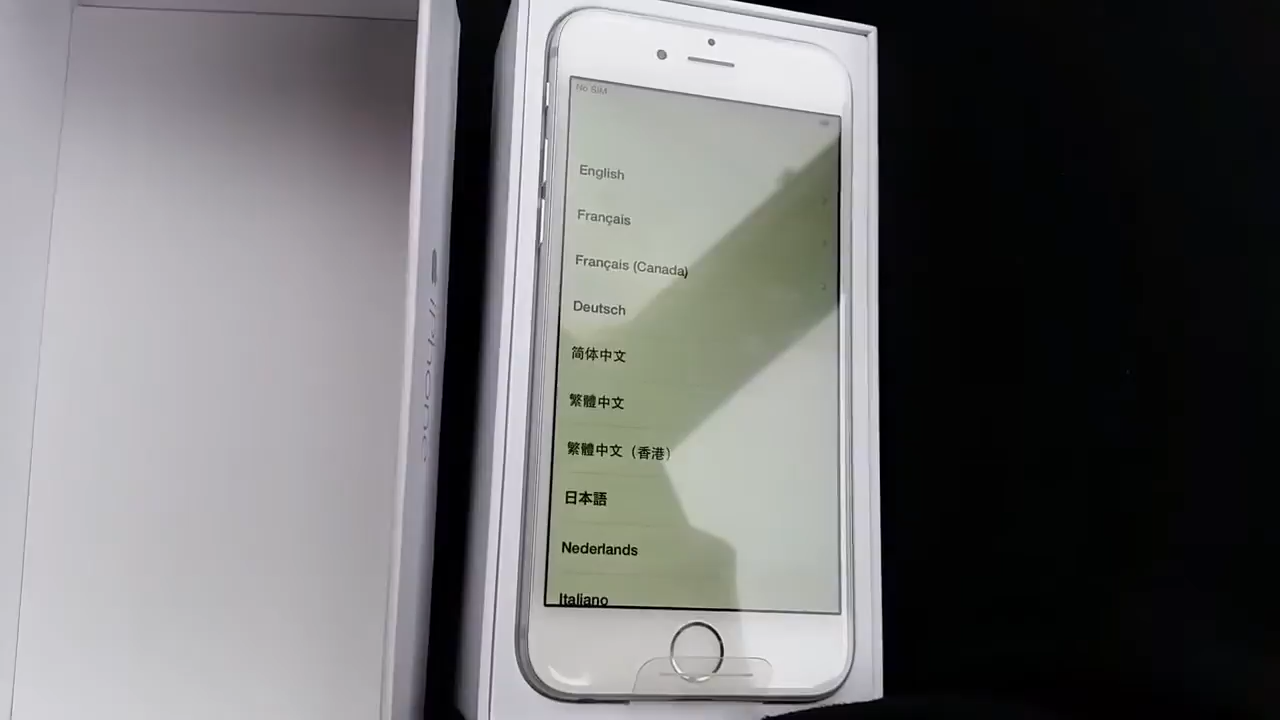 iPhone
No SIM
English
Français
Français (Canada)
Deutsch
简体中文
繁體中文
繁體中文（香港）
日本語
Nederlands
Italiano